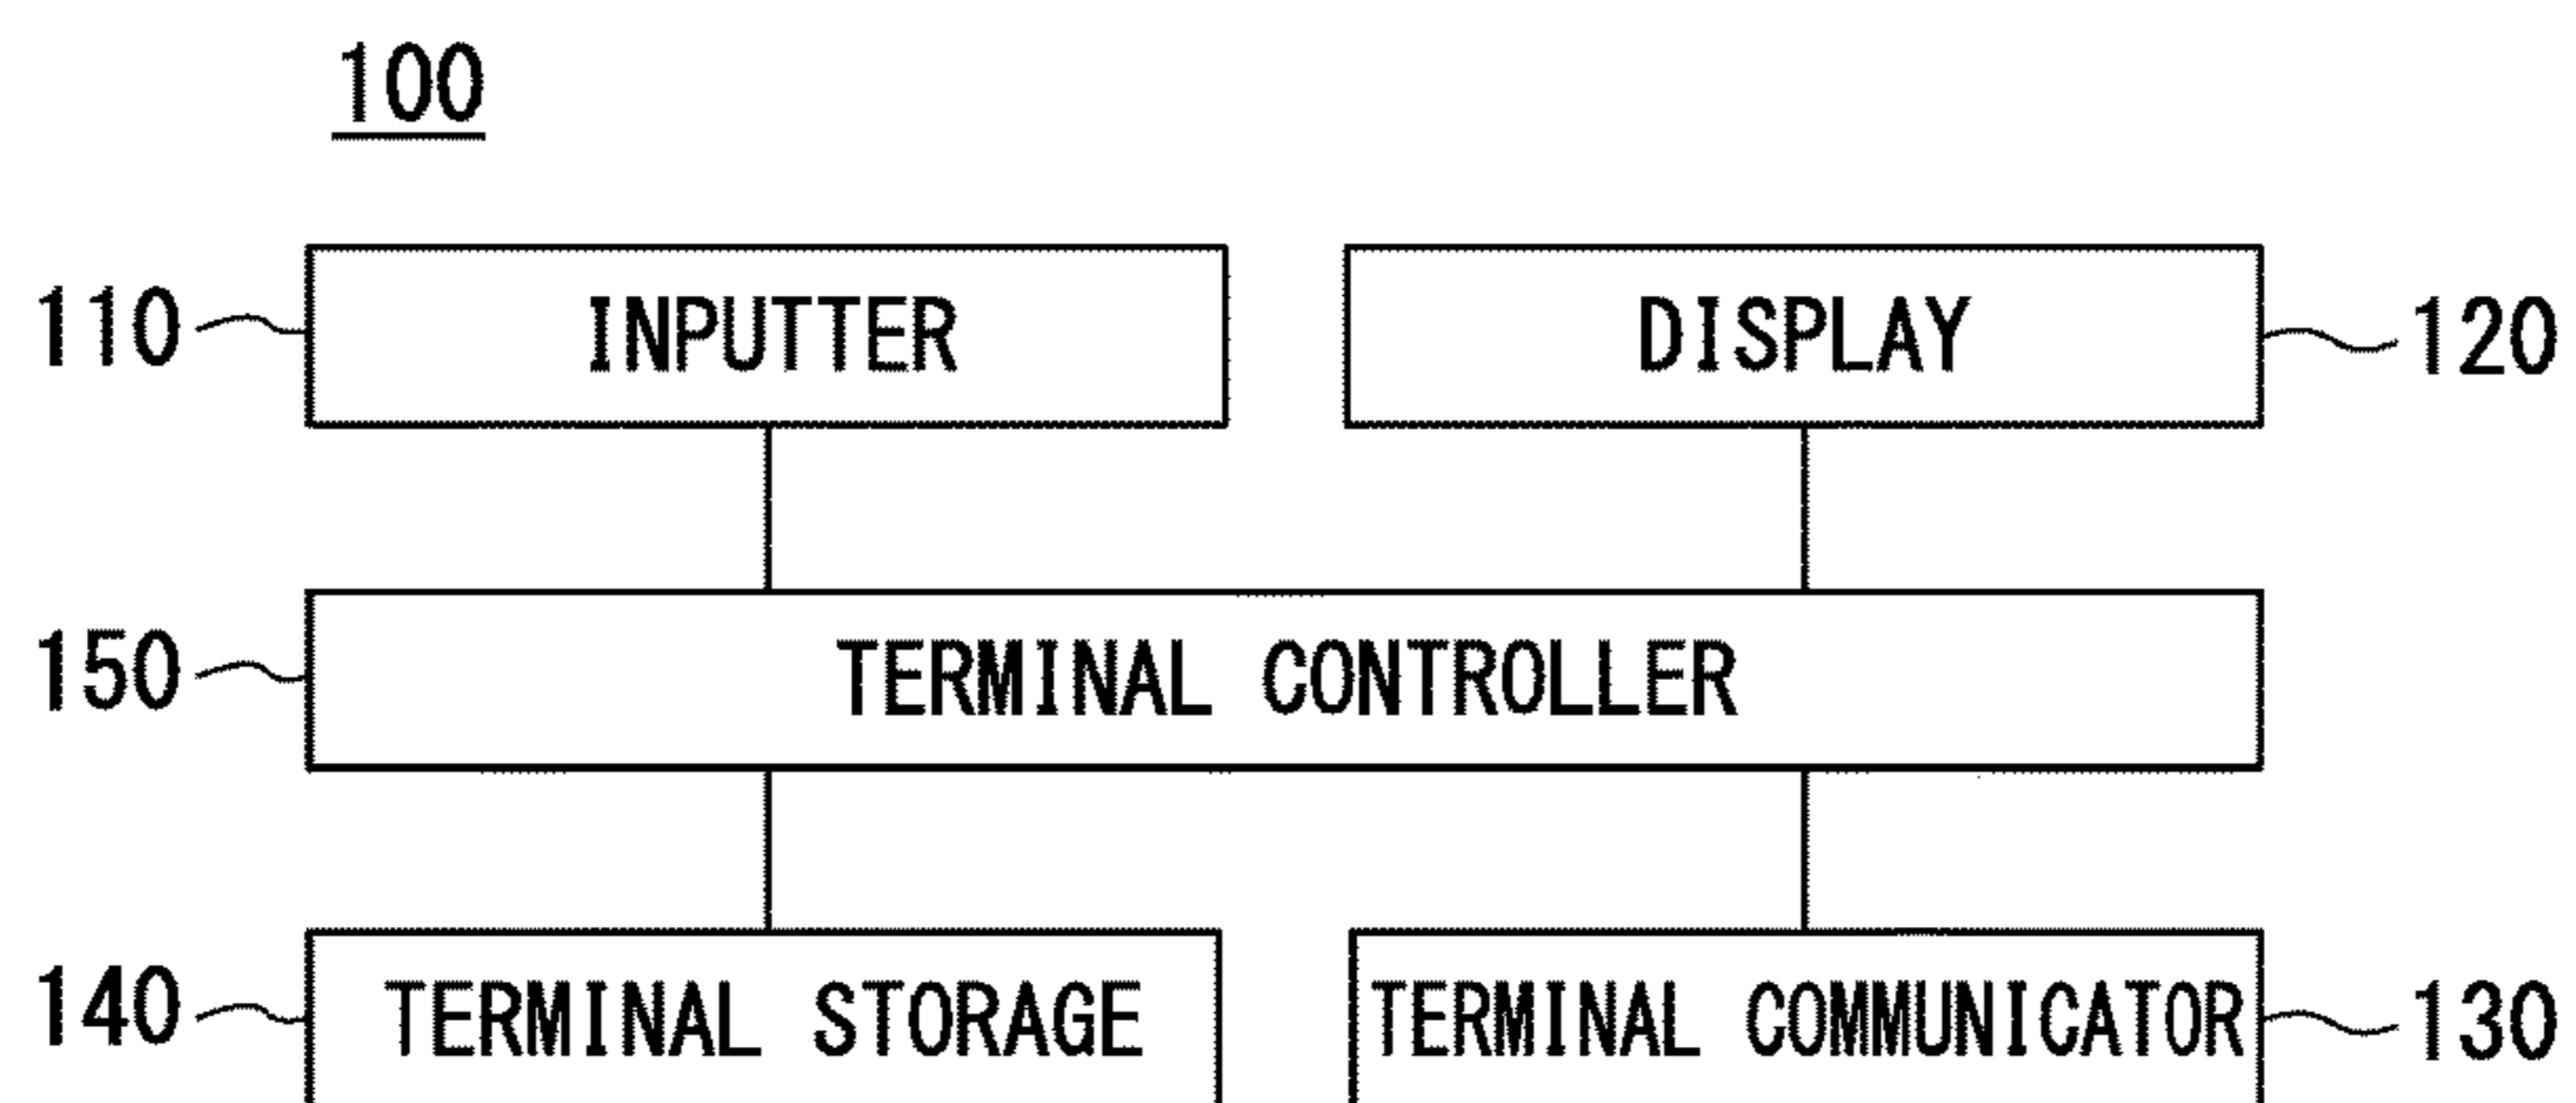 100
110 INPUTTER DISPLAY 120
150 TERMINAL CONTROLLER
140 TERMINAL STORAGE TERMINAL COMMUNICATOR 130